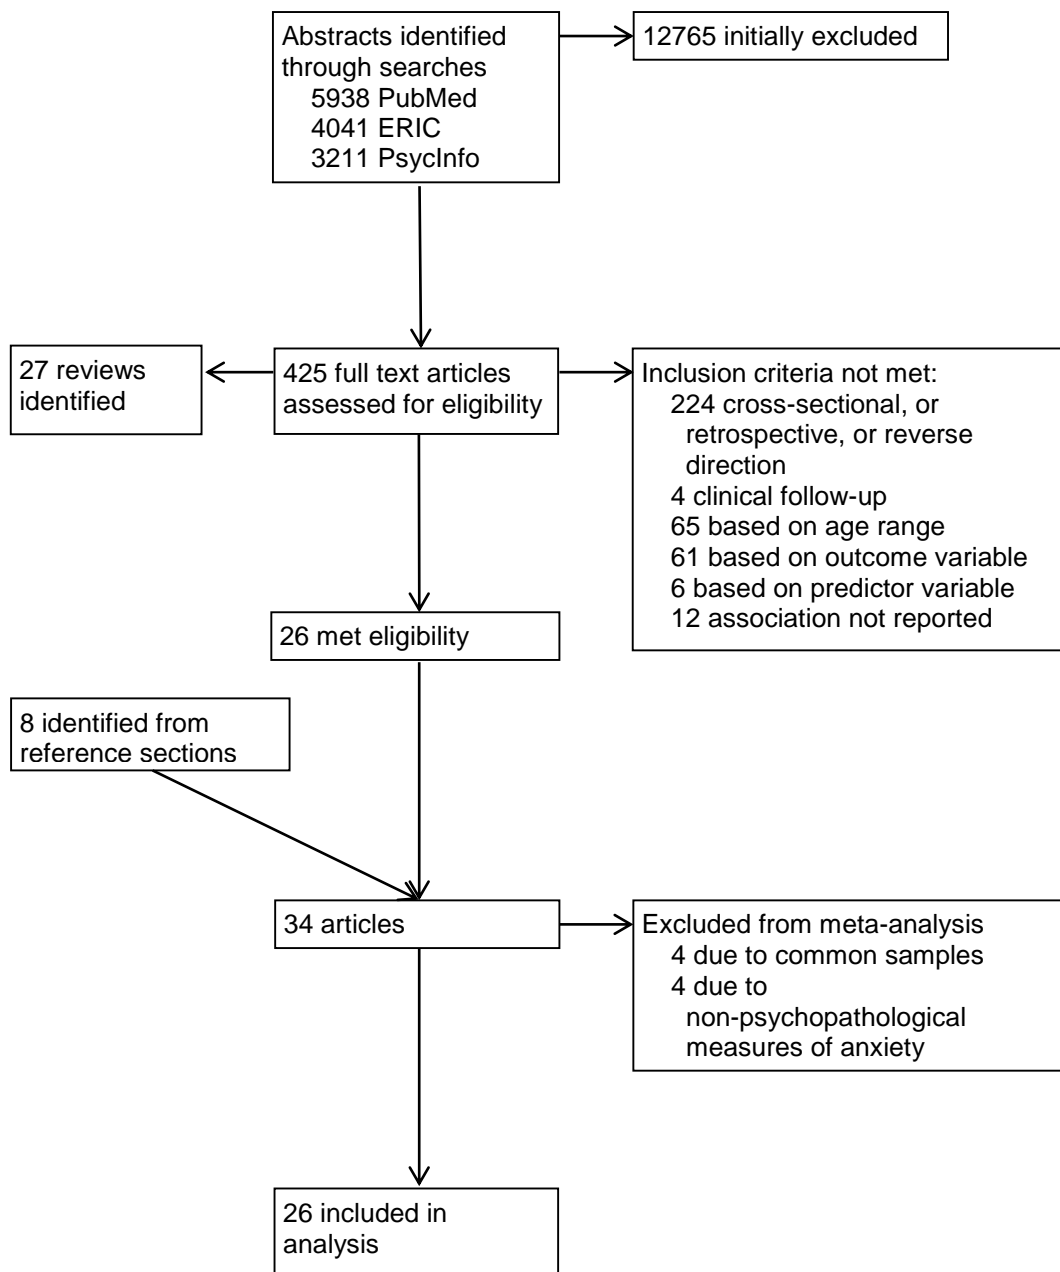 Abstracts identified
through searches
5938 PubMed
4041 ERIC
3211 PsycInfo
12765 initially excluded
27 reviews
identified
425 full text articles
assessed for eligibility
Inclusion criteria not met:
224 cross-sectional, or
retrospective, or reverse
direction
4 clinical follow-up
65 based on age range
61 based on outcome variable
6 based on predictor variable
12 association not reported
26 met eligibility
8 identified from
reference sections
34 articles
Excluded from meta-analysis
4 due to common samples
4 due to
non-psychopathological
measures of anxiety
26 included in
analysis